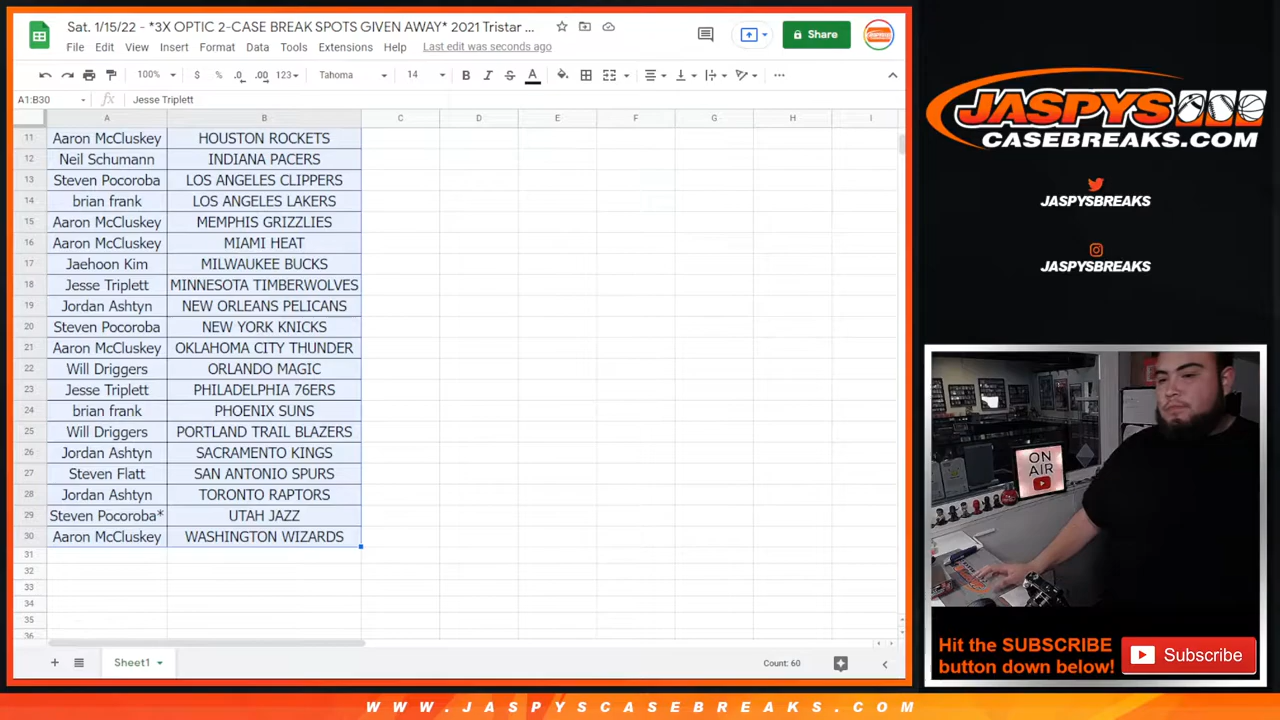 Sat. 1/15/22 - *3X OPTIC 2-CASE BREAK SPOTS GIVEN AWAY* 2021 Tristar ...
File Edit View Insert Format Data Tools Extensions Help Last edit was seconds ago
Share
100% $ % .0 .00 123 Tahoma 14 B I S A
A1:B30 fx Jesse Triplett
A B C D E F G H I
11 Aaron McCluskey HOUSTON ROCKETS
12 Neil Schumann INDIANA PACERS
13 Steven Pocoroba LOS ANGELES CLIPPERS
14 brian frank LOS ANGELES LAKERS
15 Aaron McCluskey MEMPHIS GRIZZLIES
16 Aaron McCluskey MIAMI HEAT
17 Jaehoon Kim MILWAUKEE BUCKS
18 Jesse Triplett MINNESOTA TIMBERWOLVES
19 Jordan Ashtyn NEW ORLEANS PELICANS
20 Steven Pocoroba NEW YORK KNICKS
21 Aaron McCluskey OKLAHOMA CITY THUNDER
22 Will Driggers ORLANDO MAGIC
23 Jesse Triplett PHILADELPHIA 76ERS
24 brian frank PHOENIX SUNS
25 Will Driggers PORTLAND TRAIL BLAZERS
26 Jordan Ashtyn SACRAMENTO KINGS
27 Steven Flatt SAN ANTONIO SPURS
28 Jordan Ashtyn TORONTO RAPTORS
29 Steven Pocoroba* UTAH JAZZ
30 Aaron McCluskey WASHINGTON WIZARDS
31
32
33
34
35
36
Sheet1
Count: 60
JASPYS
CASEBREAKS.COM
JASPYSBREAKS
JASPYSBREAKS
ON
AIR
Hit the SUBSCRIBE
button down below!
Subscribe
WWW.JASPYSCASEBREAKS.COM